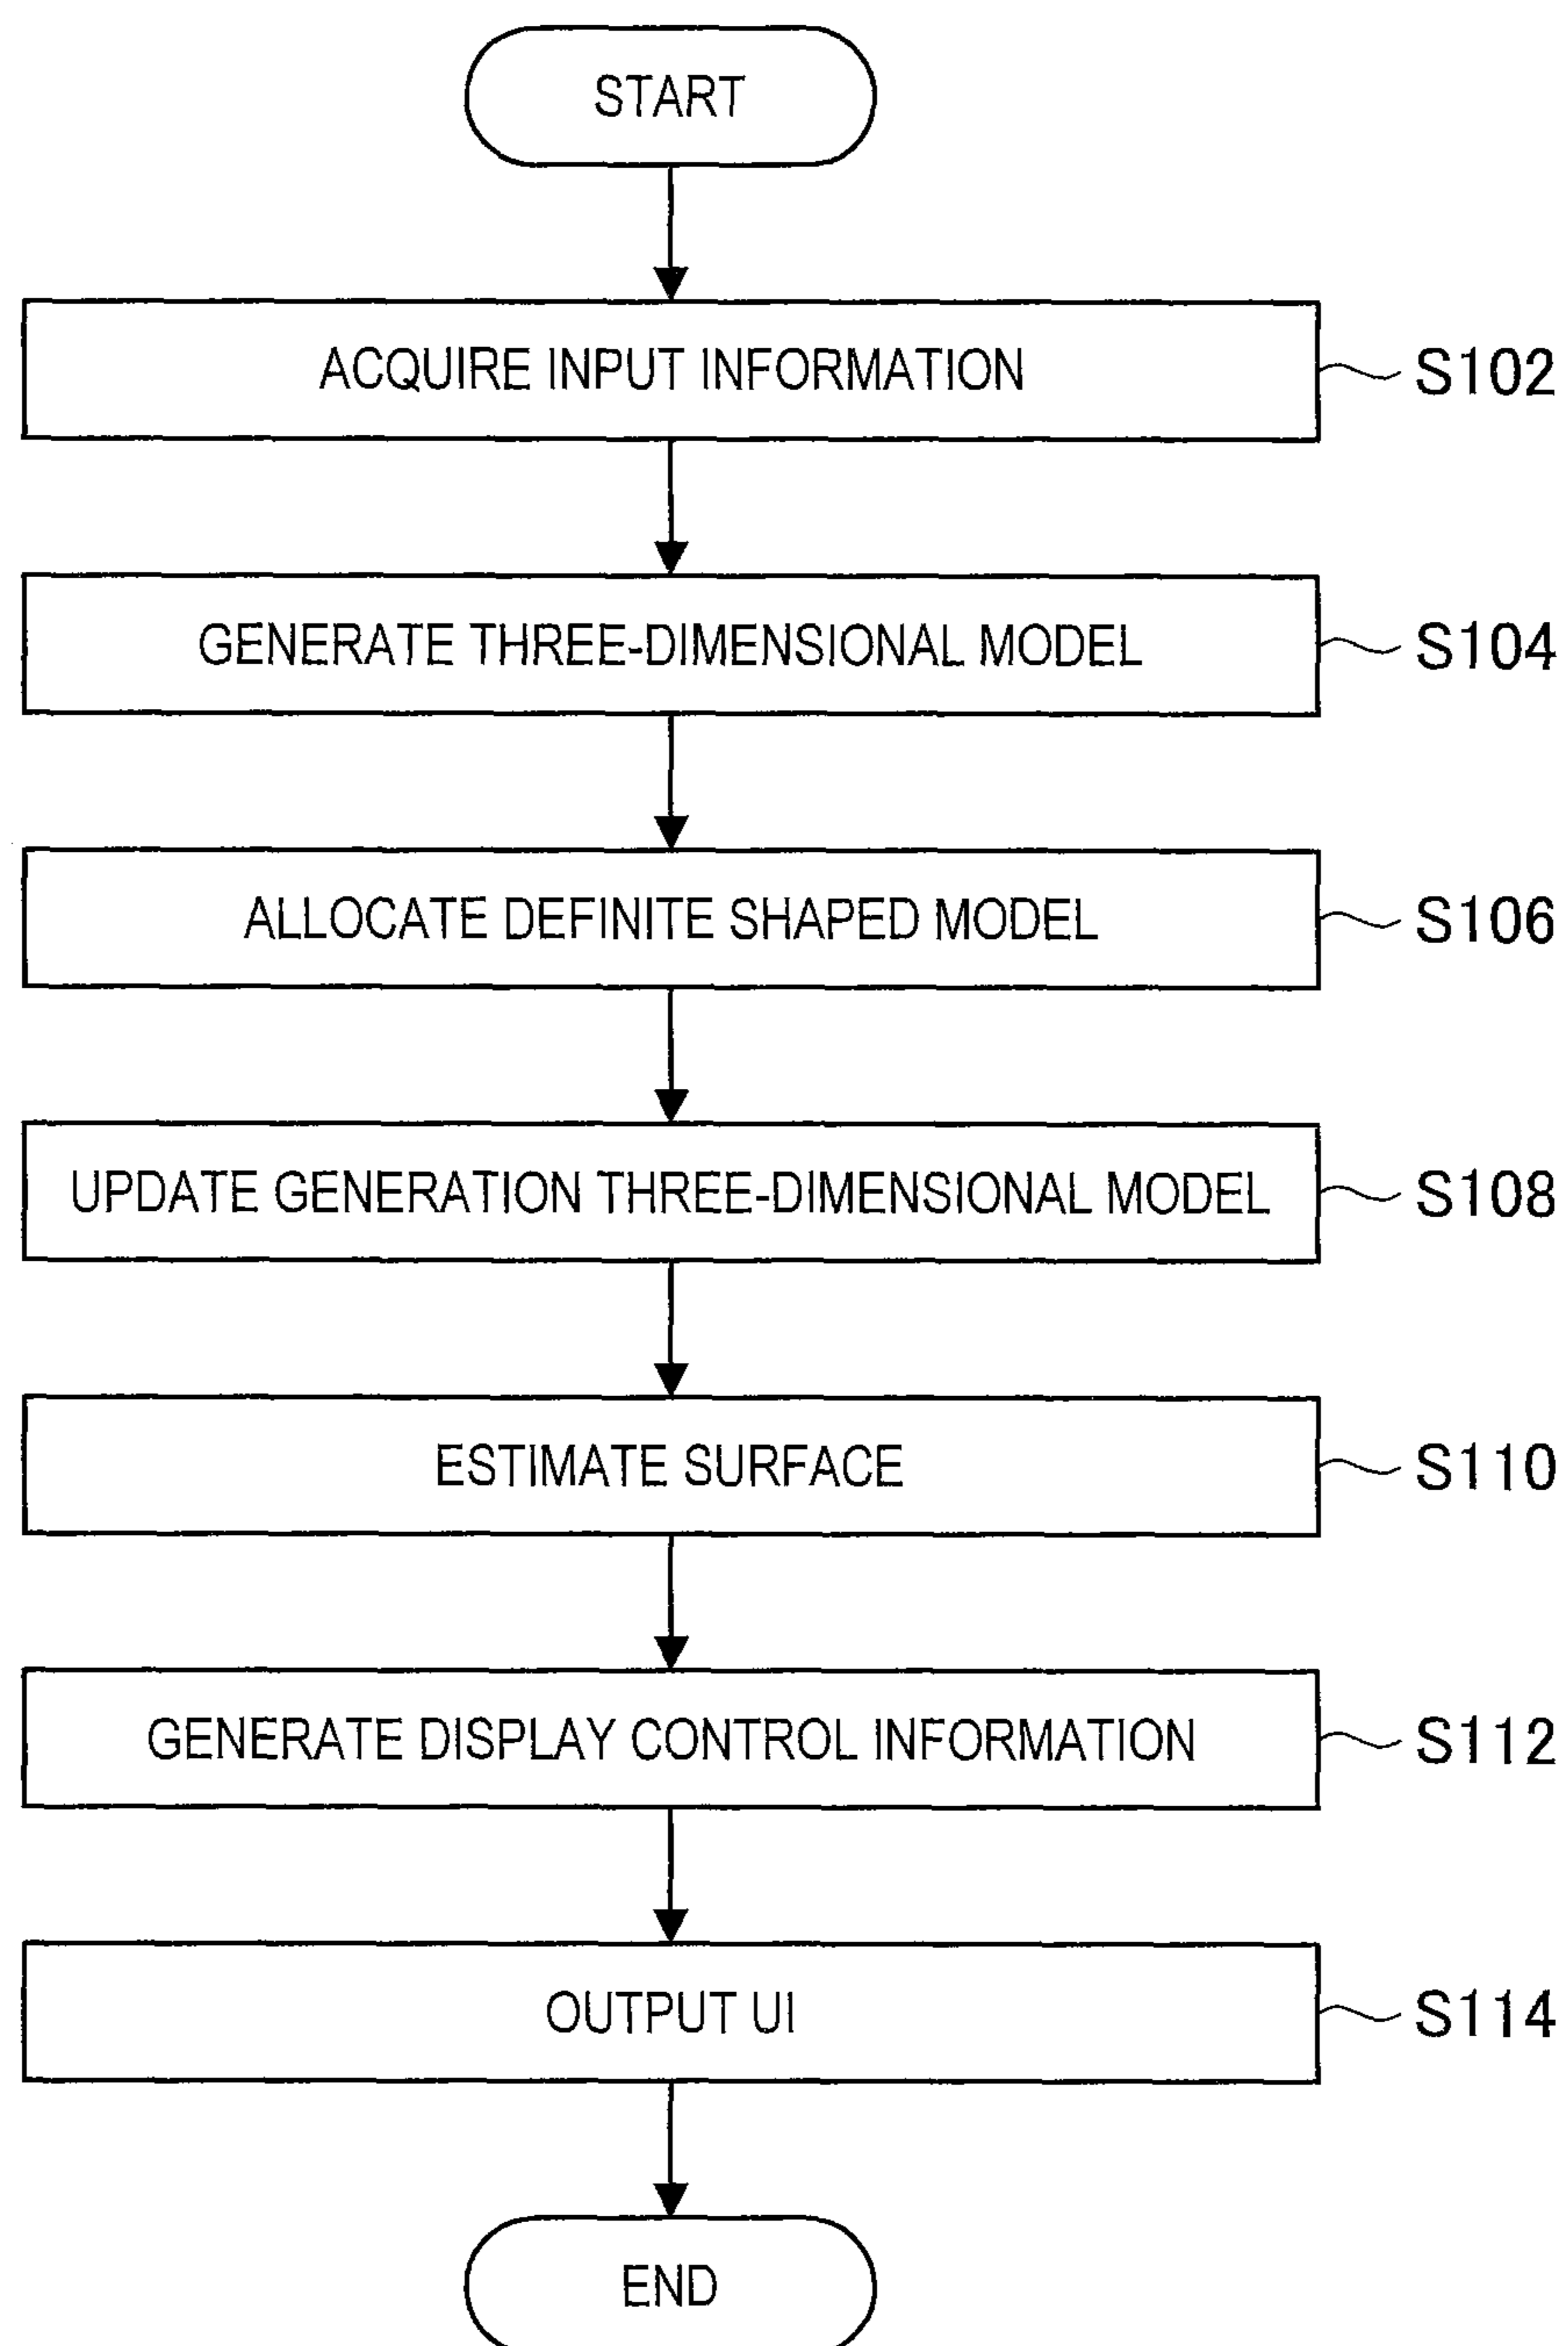 START
ACQUIRE INPUT INFORMATION S102
GENERATE THREE-DIMENSIONAL MODEL S104
ALLOCATE DEFINITE SHAPED MODEL S106
UPDATE GENERATION THREE-DIMENSIONAL MODEL S108
ESTIMATE SURFACE S110
GENERATE DISPLAY CONTROL INFORMATION S112
OUTPUT UI S114
END